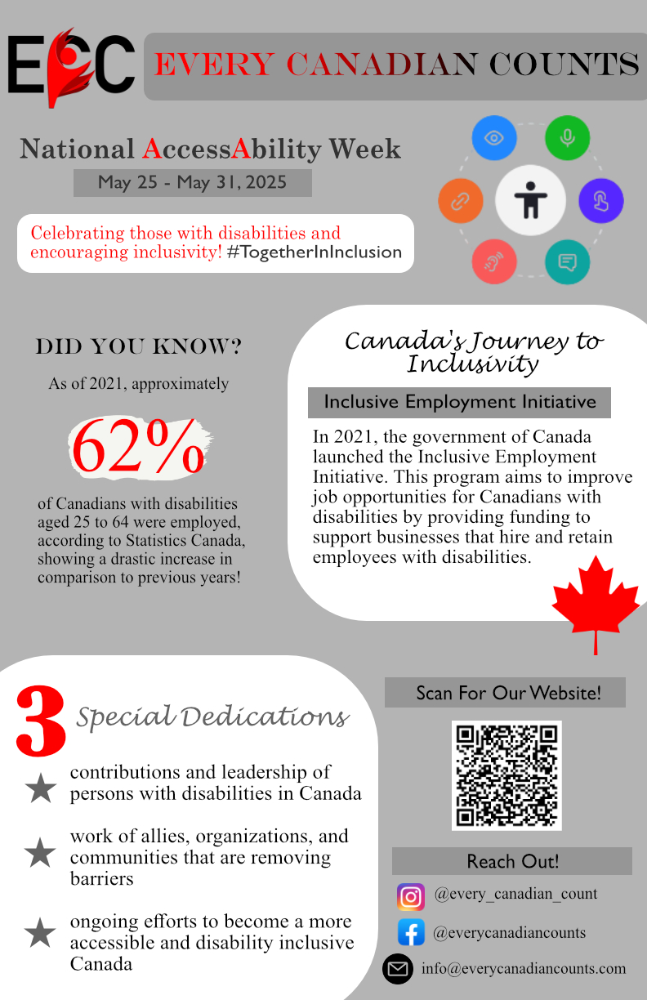 ECC
EVERY CANADIAN COUNTS
National AccessAbility Week
May 25 - May 31, 2025
Celebrating those with disabilities and
encouraging inclusivity! #TogetherInInclusion
DID YOU KNOW?
As of 2021, approximately
62%
of Canadians with disabilities
aged 25 to 64 were employed,
according to Statistics Canada,
showing a drastic increase in
comparison to previous years!
Canada's Journey to
Inclusivity
Inclusive Employment Initiative
In 2021, the government of Canada
launched the Inclusive Employment
Initiative. This program aims to improve
job opportunities for Canadians with
disabilities by providing funding to
support businesses that hire and retain
employees with disabilities.
3 Special Dedications
contributions and leadership of
persons with disabilities in Canada
work of allies, organizations, and
communities that are removing
barriers
ongoing efforts to become a more
accessible and disability inclusive
Canada
Scan For Our Website!
Reach Out!
@every_canadian_count
@everycanadiancounts
info@everycanadiancounts.com